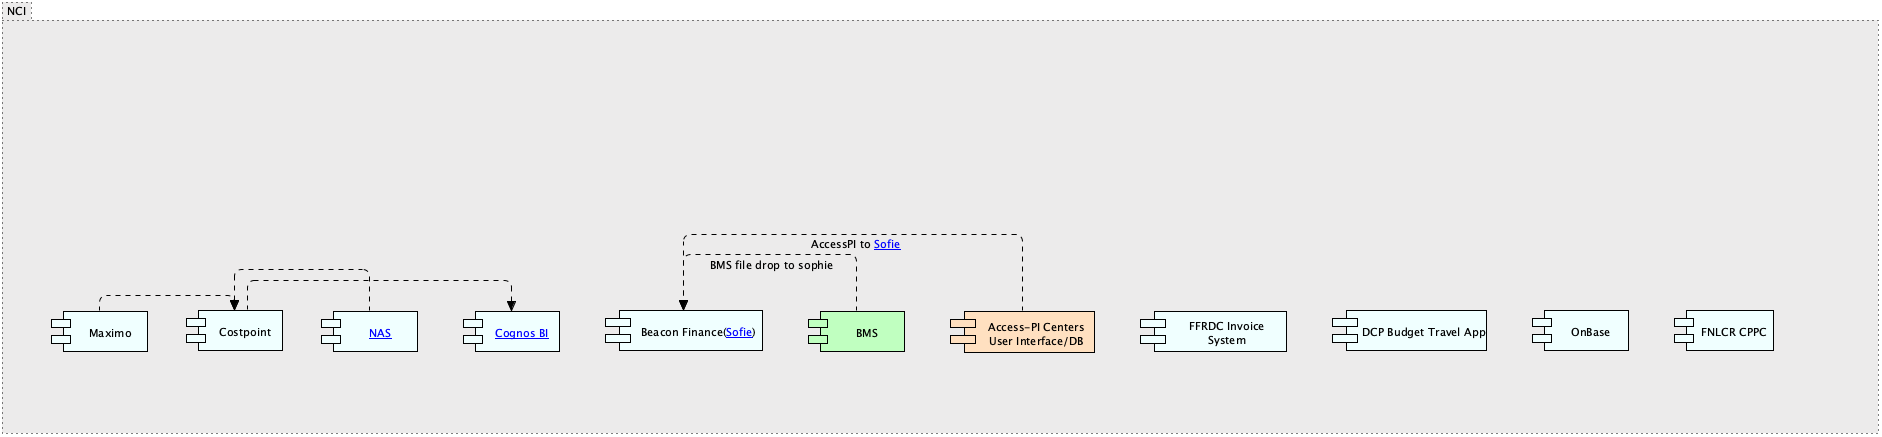 NCI
AccessPI to Sofie
BMS file drop to sophie
Maximo
Costpoint
NAS
Cognos BI
Beacon Finance(Sofie)
BMS
Access-PI Centers
User Interface/DB
FFRDC Invoice
System
DCP Budget Travel App
OnBase
FNLCR CPPC